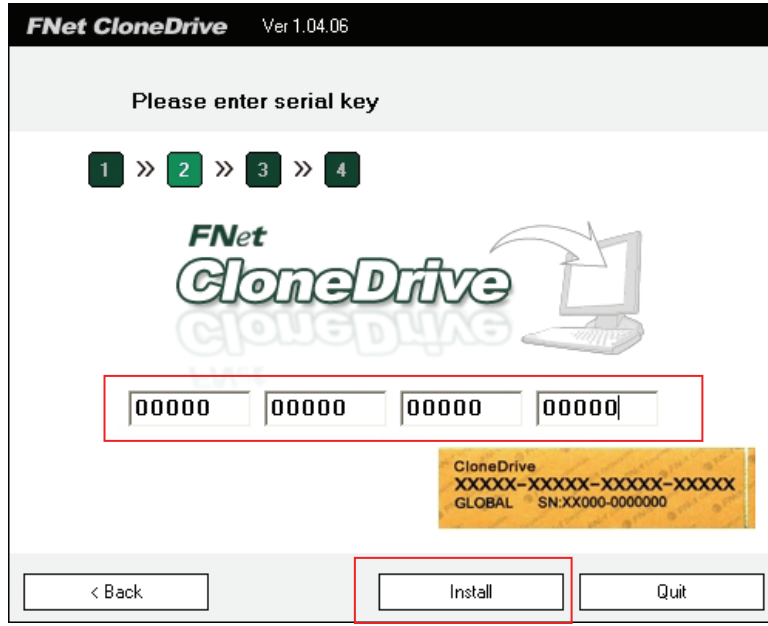 FNet CloneDrive Ver 1.04.06
Please enter serial key
1 » 2 » 3 » 4
FNet
CloneDrive
00000 00000 00000 00000
CloneDrive
XXXXX-XXXXX-XXXXX-XXXXX
GLOBAL SN:XX000-0000000
< Back Install Quit